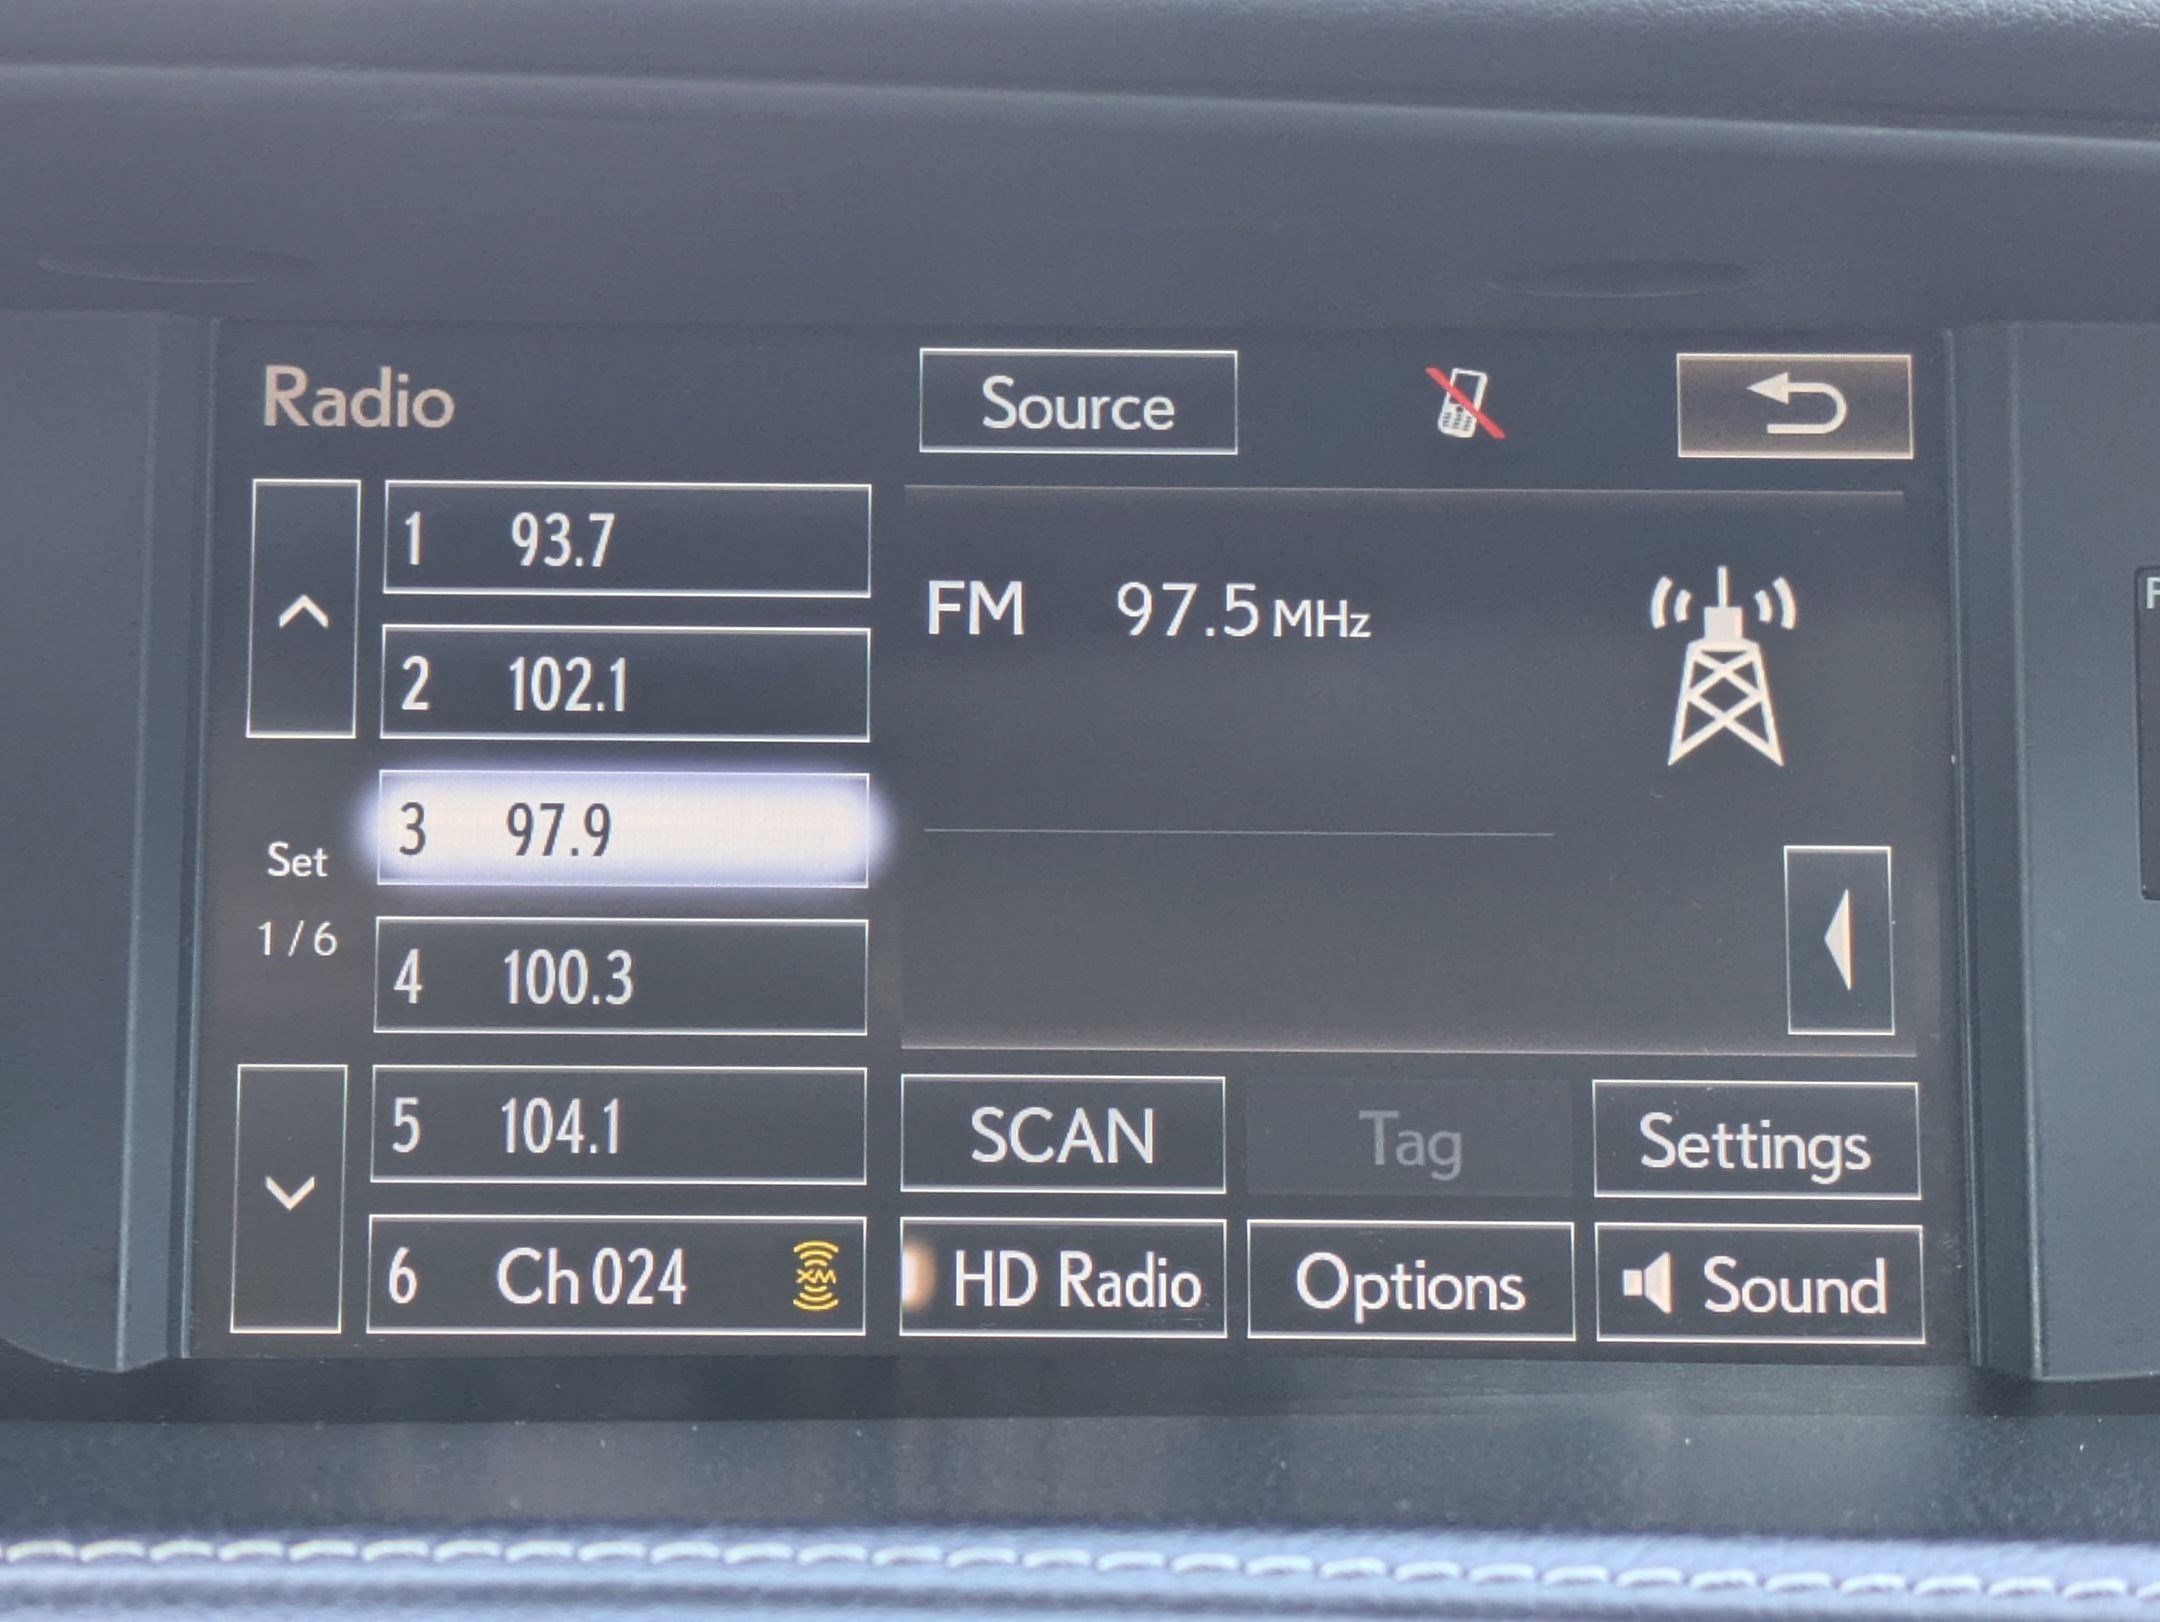 Radio
Source
1 93.7
2 102.1
3 97.9
4 100.3
5 104.1
6 Ch 024 XM
Set
1 / 6
FM 97.5 MHz
SCAN
Tag
Settings
HD Radio
Options
Sound